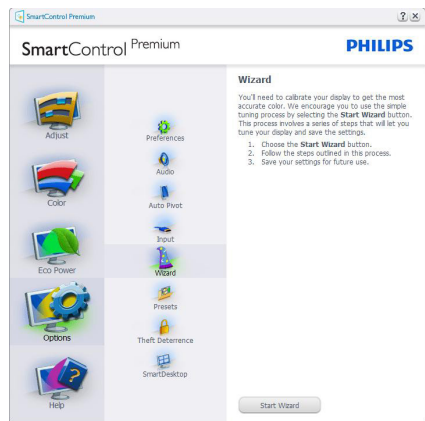 SmartControl Premium
? X
SmartControl Premium
PHILIPS
Adjust
Color
Eco Power
Options
Help
Preferences
Audio
Auto Pivot
Input
Wizard
Presets
Theft Deterrence
SmartDesktop
Wizard
You'll need to calibrate your display to get the most
accurate color. We encourage you to use the simple
tuning process by selecting the Start Wizard button.
This process involves a series of steps that will let you
tune your display and save the settings.
1. Choose the Start Wizard button.
2. Follow the steps outlined in this process.
3. Save your settings for future use.
Start Wizard